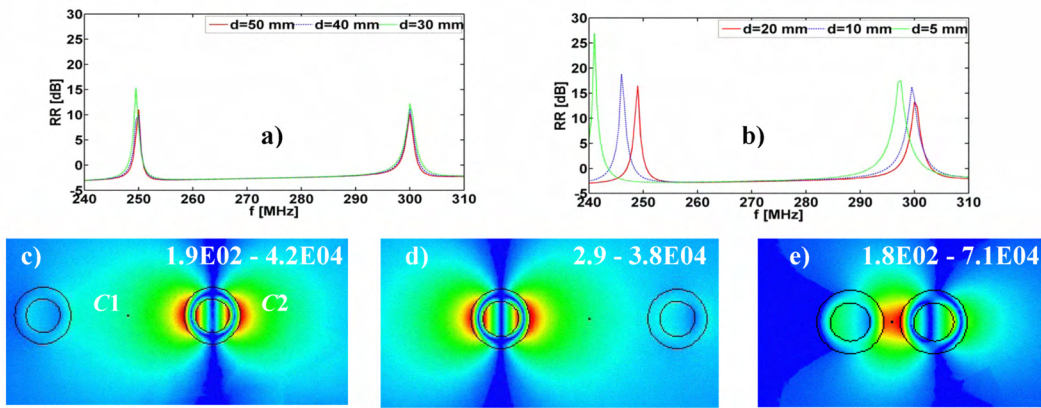 30
25
20
15
10
5
0
-5
RR [dB]
d=50 mm d=40 mm d=30 mm
a)
240 250 260 270 280 290 300 310
f [MHz]
30
25
20
15
10
5
0
-5
RR [dB]
d=20 mm d=10 mm d=5 mm
b)
240 250 260 270 280 290 300 310
f [MHz]
c) 1.9E02 - 4.2E04
C1 C2
d) 2.9 - 3.8E04
e) 1.8E02 - 7.1E04